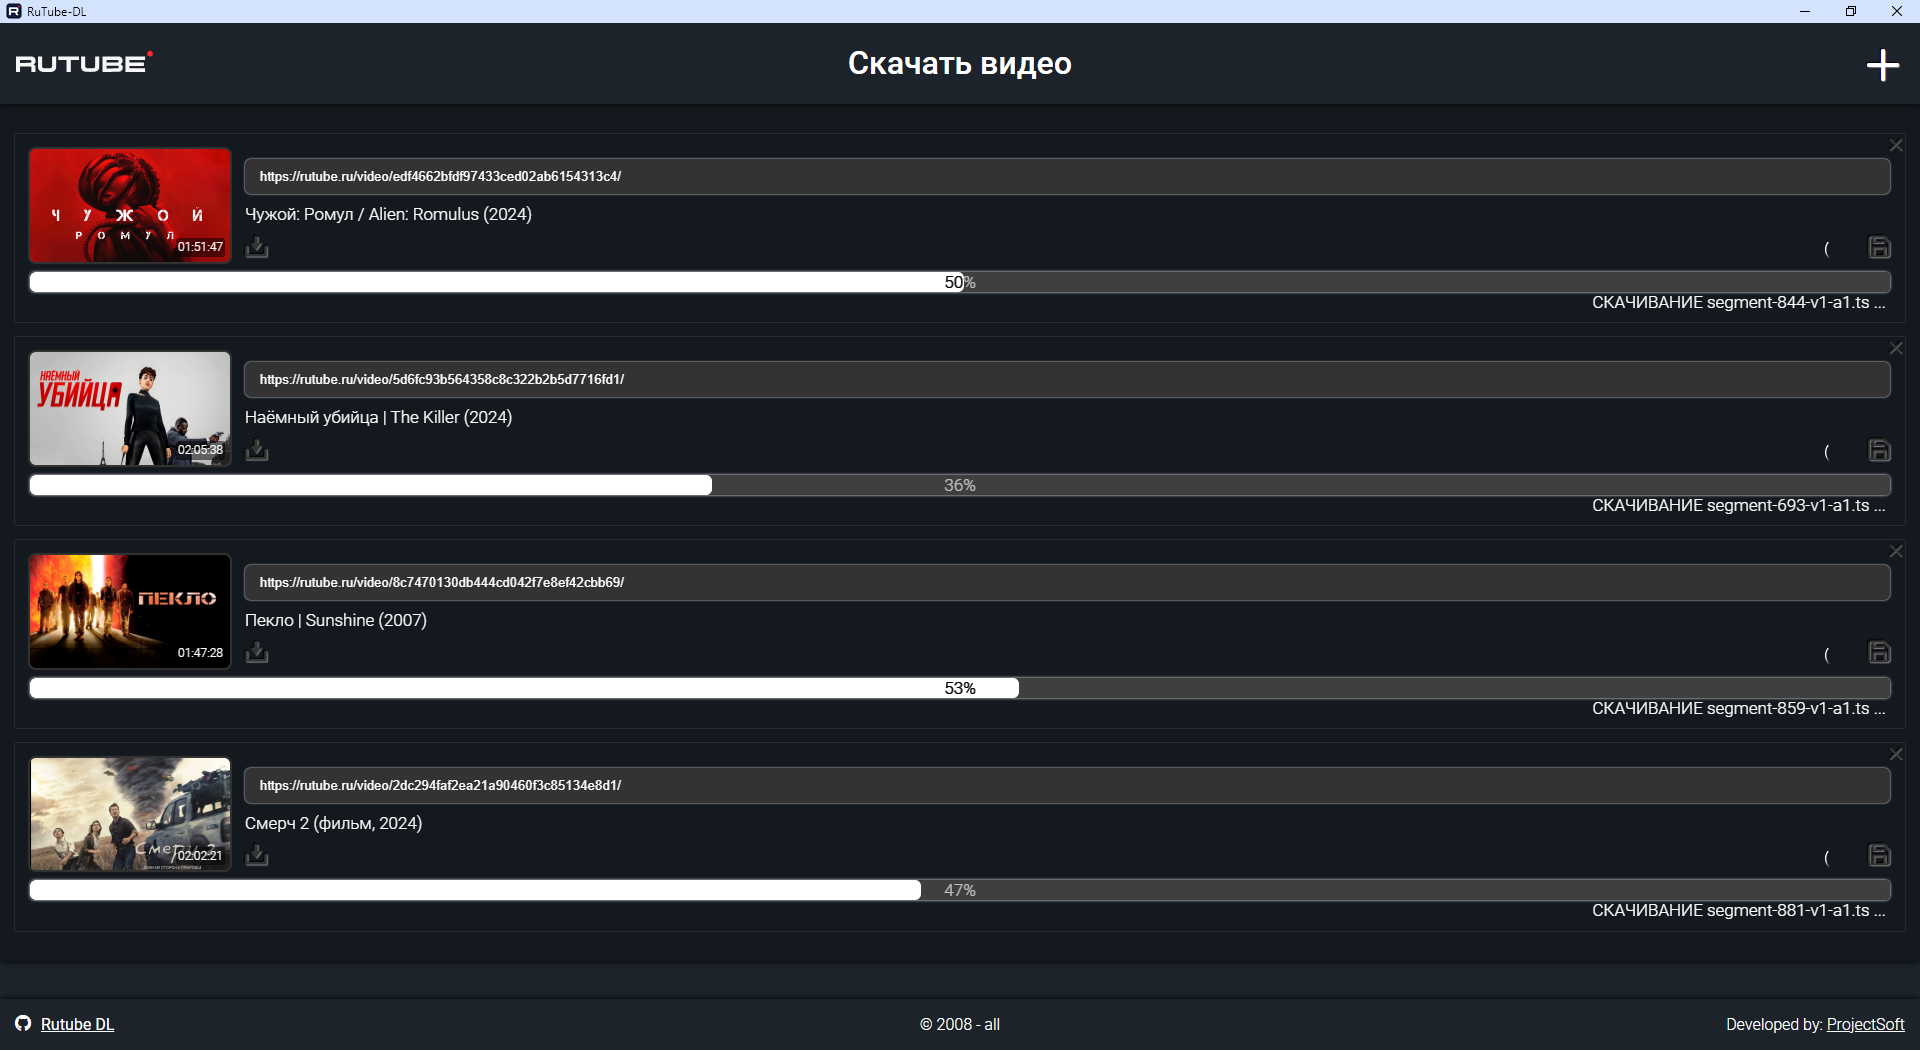 RuTube-DL
RUTUBE
Скачать видео
https://rutube.ru/video/edf4662bfdf97433ced02ab6154313c4/
ЧУЖОЙ
РОМУЛ
01:51:47
Чужой: Ромул / Alien: Romulus (2024)
(
50%
СКАЧИВАНИЕ segment-844-v1-a1.ts ...
https://rutube.ru/video/5d6fc93b564358c8c322b2b5d7716fd1/
НАЁМНЫЙ
УБИЙЦА
02:05:38
Наёмный убийца | The Killer (2024)
(
36%
СКАЧИВАНИЕ segment-693-v1-a1.ts ...
https://rutube.ru/video/8c7470130db444cd042f7e8ef42cbb69/
ПЕКЛО
01:47:28
Пекло | Sunshine (2007)
(
53%
СКАЧИВАНИЕ segment-859-v1-a1.ts ...
https://rutube.ru/video/2dc294faf2ea21a90460f3c85134e8d1/
Смерч 2
02:02:21
Смерч 2 (фильм, 2024)
(
47%
СКАЧИВАНИЕ segment-881-v1-a1.ts ...
Rutube DL
© 2008 - all
Developed by: ProjectSoft